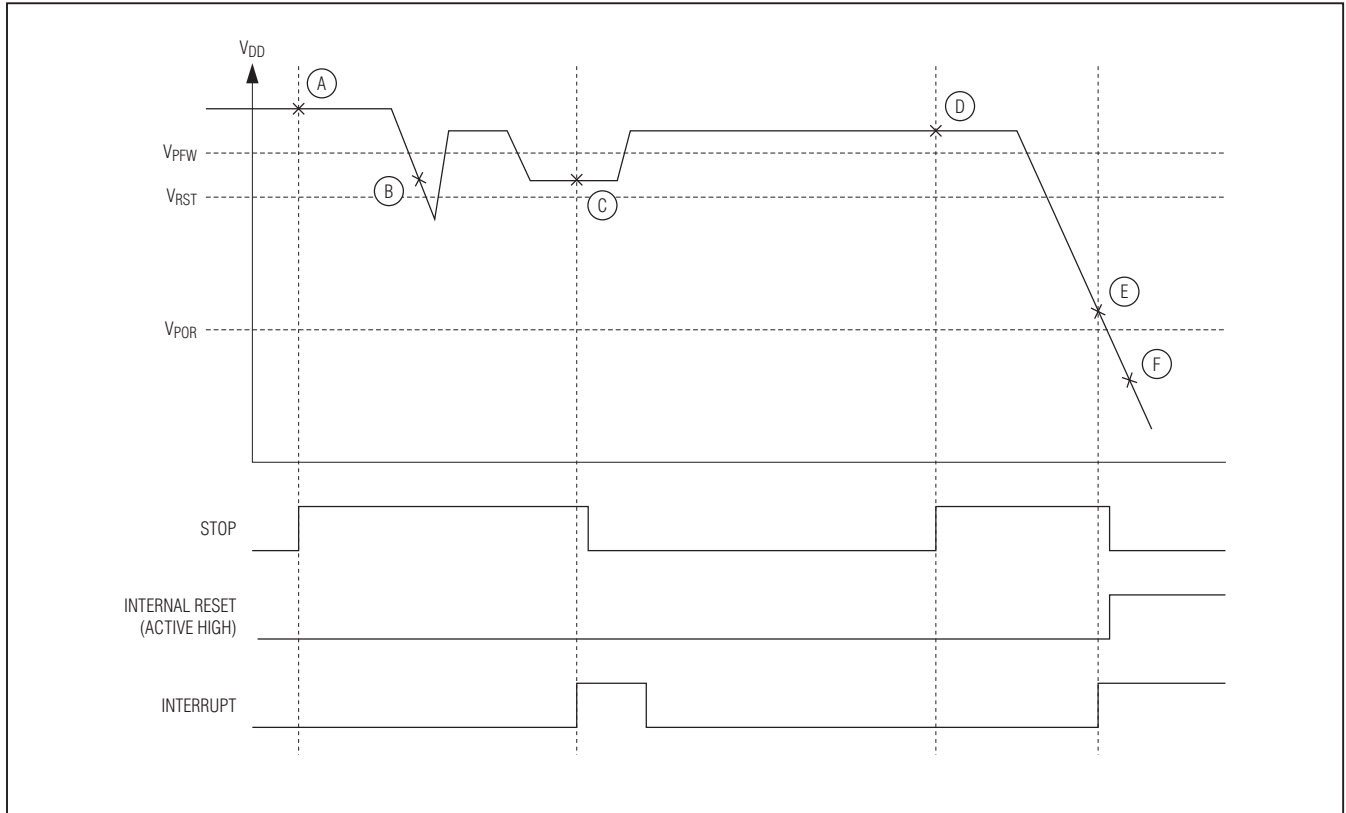 VDD
A
D
VPFW
B
VRST
C
E
VPOR
F
STOP
INTERNAL RESET
(ACTIVE HIGH)
INTERRUPT